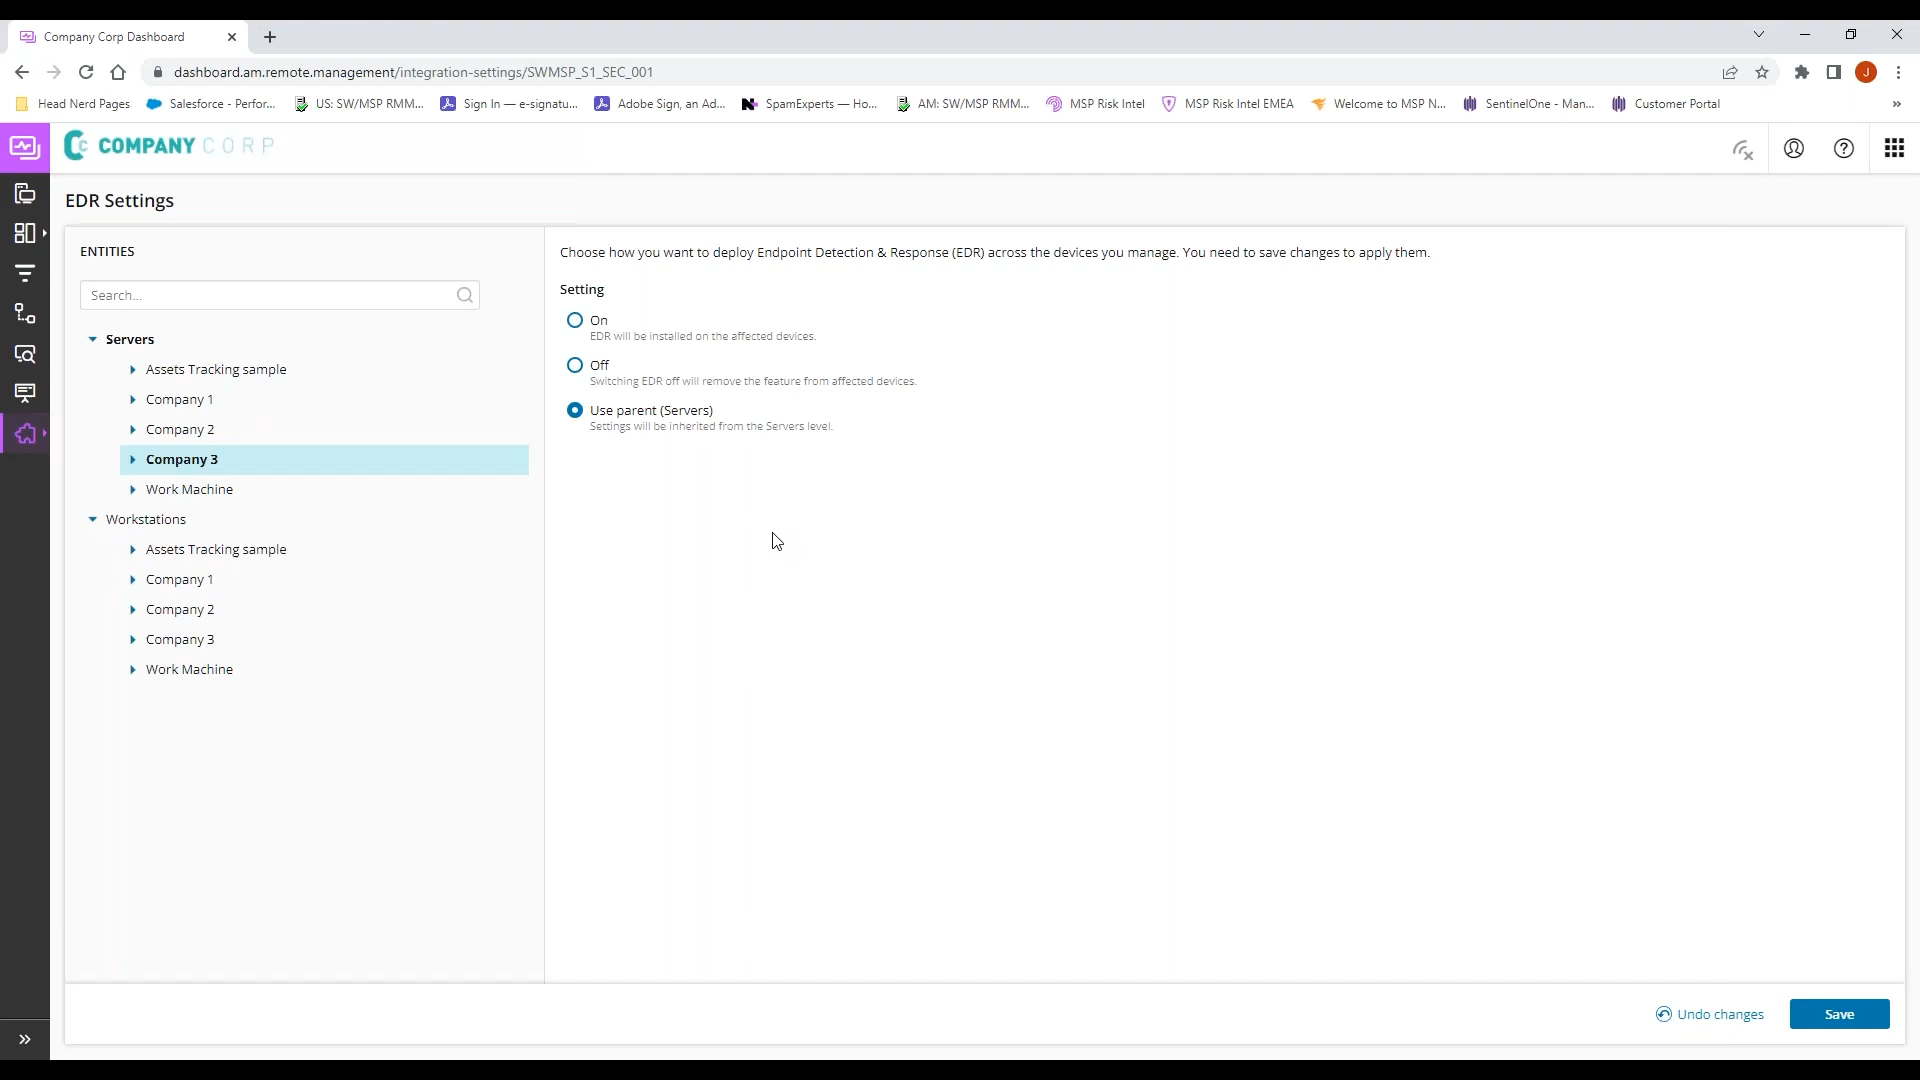 Company Corp Dashboard
dashboard.am.remote.management/integration-settings/SWMSP_S1_SEC_001
J
Head Nerd Pages
Salesforce - Perfor...
US: SW/MSP RMM...
Sign In — e-signatu...
Adobe Sign, an Ad...
SpamExperts — Ho...
AM: SW/MSP RMM...
MSP Risk Intel
MSP Risk Intel EMEA
Welcome to MSP N...
SentinelOne - Man...
Customer Portal
»
COMPANY CORP
EDR Settings
ENTITIES
Search...
Servers
Assets Tracking sample
Company 1
Company 2
Company 3
Work Machine
Workstations
Assets Tracking sample
Company 1
Company 2
Company 3
Work Machine
Choose how you want to deploy Endpoint Detection & Response (EDR) across the devices you manage. You need to save changes to apply them.
Setting
On
EDR will be installed on the affected devices.
Off
Switching EDR off will remove the feature from affected devices.
Use parent (Servers)
Settings will be inherited from the Servers level.
Undo changes
Save